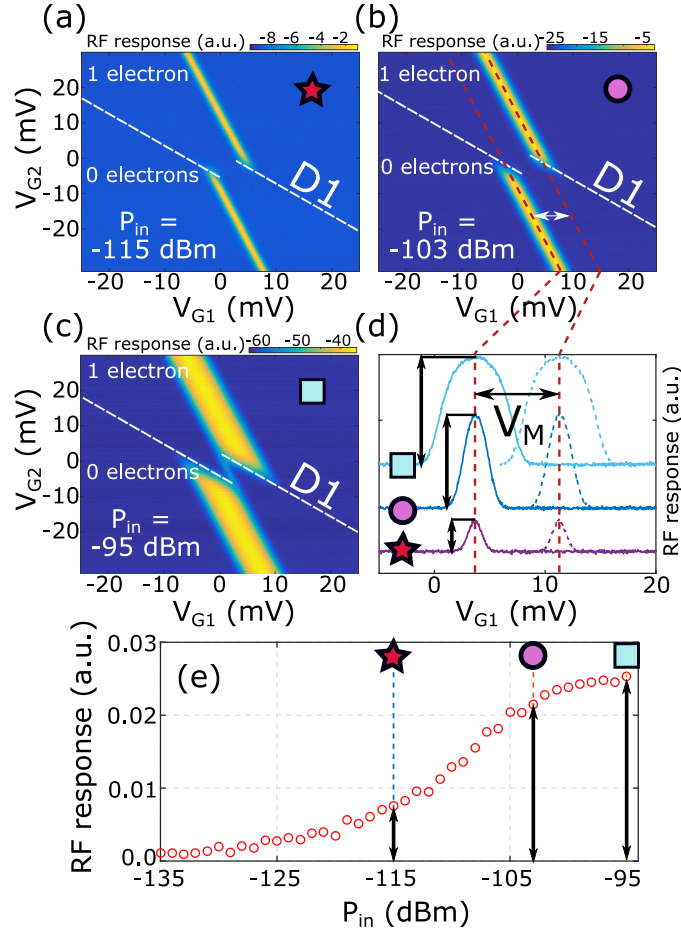 (a)
RF response (a.u.)
-8 -6 -4 -2
1 electron
0 electrons
D1
P_in =
-115 dBm
V_G2 (mV)
20
10
0
-10
-20
-20 -10 0 10 20
V_G1 (mV)
(b)
RF response (a.u.)
-25 -15 -5
1 electron
0 electrons
D1
P_in =
-103 dBm
20
10
0
-10
-20
-20 0 20
V_G1 (mV)
(c)
RF response (a.u.)
-60 -50 -40
1 electron
0 electrons
D1
P_in =
-95 dBm
V_G2 (mV)
20
10
0
-10
-20
-20 -10 0 10 20
V_G1 (mV)
(d)
V_M
RF response (a.u.)
0 10 20
V_G1 (mV)
(e)
RF response (a.u.)
0.03
0.02
0.01
0.0
-135 -125 -115 -105 -95
P_in (dBm)